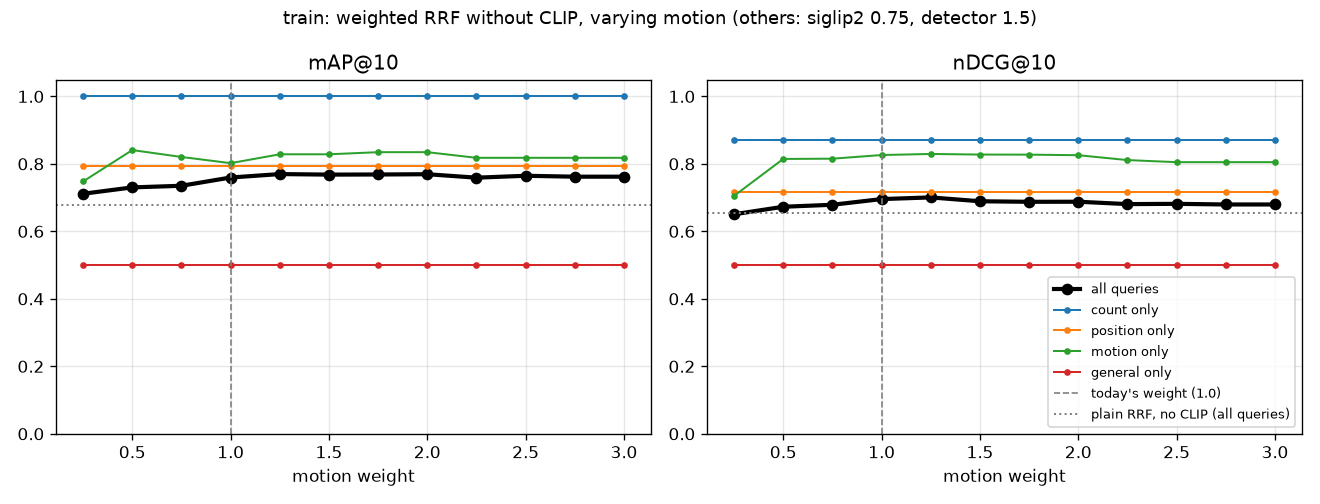 train: weighted RRF without CLIP, varying motion (others: siglip2 0.75, detector 1.5)
mAP@10
1.0
0.8
0.6
0.4
0.2
0.0
0.5 1.0 1.5 2.0 2.5 3.0
motion weight
nDCG@10
1.0
0.8
0.6
0.4
0.2
0.0
all queries
count only
position only
motion only
general only
today's weight (1.0)
plain RRF, no CLIP (all queries)
0.5 1.0 1.5 2.0 2.5 3.0
motion weight